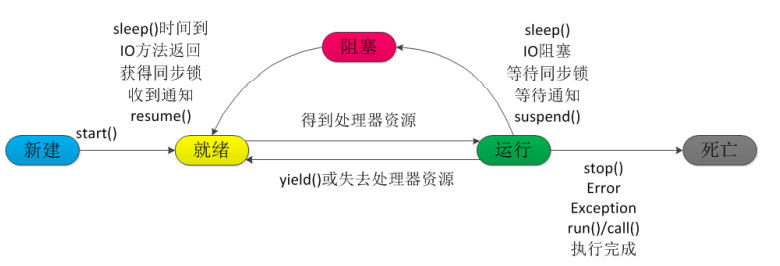 sleep()时间到
IO方法返回
获得同步锁
收到通知
resume()
阻塞
sleep()
IO阻塞
等待同步锁
等待通知
suspend()
新建
start()
就绪
得到处理器资源
yield()或失去处理器资源
运行
stop()
Error
Exception
run()/call()
执行完成
死亡